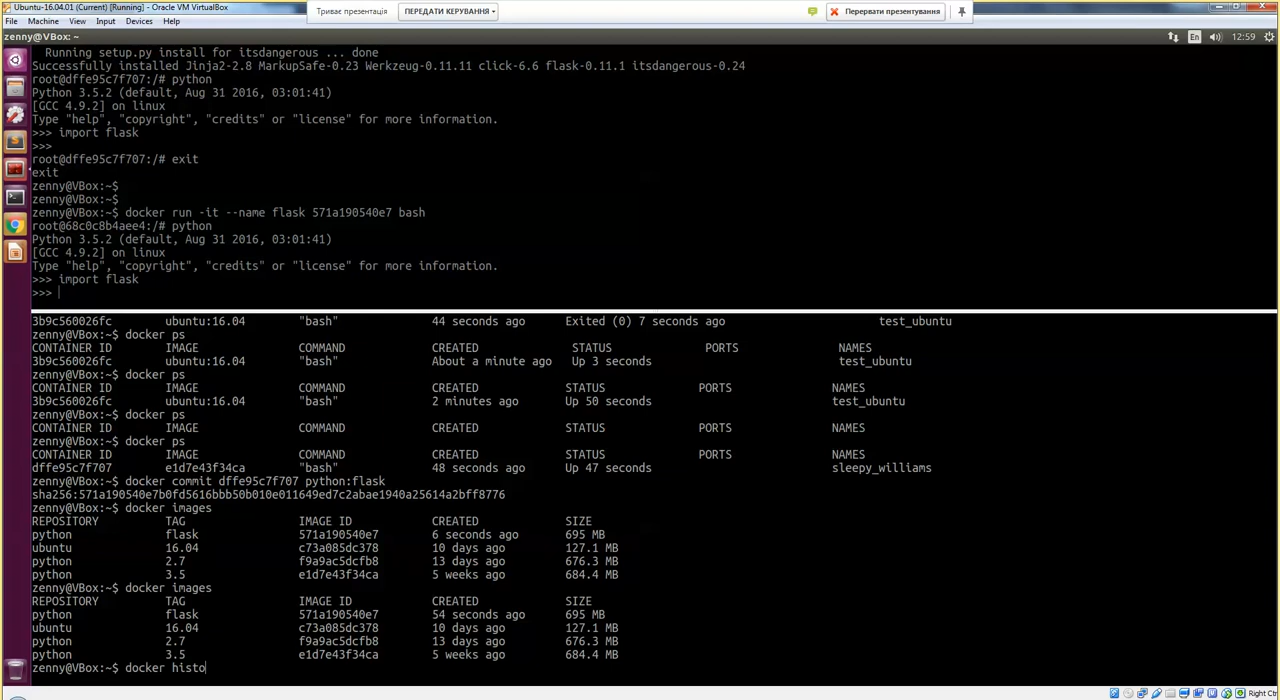 Ubuntu-16.04.01 (Current) [Running] - Oracle VM VirtualBox
Триває презентація
ПЕРЕДАТИ КЕРУВАННЯ
Перервати презентування
File Machine View Input Devices Help
zenny@VBox: ~
En
12:59
Running setup.py install for itsdangerous ... done
Successfully installed Jinja2-2.8 MarkupSafe-0.23 Werkzeug-0.11.11 click-6.6 flask-0.11.1 itsdangerous-0.24
root@dffe95c7f707:/# python
Python 3.5.2 (default, Aug 31 2016, 03:01:41)
[GCC 4.9.2] on linux
Type "help", "copyright", "credits" or "license" for more information.
>>> import flask
>>>
root@dffe95c7f707:/# exit
exit
zenny@VBox:~$
zenny@VBox:~$
zenny@VBox:~$ docker run -it --name flask 571a190540e7 bash
root@68c0c8b4aee4:/# python
Python 3.5.2 (default, Aug 31 2016, 03:01:41)
[GCC 4.9.2] on linux
Type "help", "copyright", "credits" or "license" for more information.
>>> import flask
>>>
3b9c560026fc ubuntu:16.04 "bash" 44 seconds ago Exited (0) 7 seconds ago test_ubuntu
zenny@VBox:~$ docker ps
CONTAINER ID IMAGE COMMAND CREATED STATUS PORTS NAMES
3b9c560026fc ubuntu:16.04 "bash" About a minute ago Up 3 seconds test_ubuntu
zenny@VBox:~$ docker ps
CONTAINER ID IMAGE COMMAND CREATED STATUS PORTS NAMES
3b9c560026fc ubuntu:16.04 "bash" 2 minutes ago Up 50 seconds test_ubuntu
zenny@VBox:~$ docker ps
CONTAINER ID IMAGE COMMAND CREATED STATUS PORTS NAMES
zenny@VBox:~$ docker ps
CONTAINER ID IMAGE COMMAND CREATED STATUS PORTS NAMES
dffe95c7f707 e1d7e43f34ca "bash" 48 seconds ago Up 47 seconds sleepy_williams
zenny@VBox:~$ docker commit dffe95c7f707 python:flask
sha256:571a190540e7b0fd5616bbb50b010e011649ed7c2abae1940a25614a2bff8776
zenny@VBox:~$ docker images
REPOSITORY TAG IMAGE ID CREATED SIZE
python flask 571a190540e7 6 seconds ago 695 MB
ubuntu 16.04 c73a085dc378 10 days ago 127.1 MB
python 2.7 f9a9ac5dcfb8 13 days ago 676.3 MB
python 3.5 e1d7e43f34ca 5 weeks ago 684.4 MB
zenny@VBox:~$ docker images
REPOSITORY TAG IMAGE ID CREATED SIZE
python flask 571a190540e7 54 seconds ago 695 MB
ubuntu 16.04 c73a085dc378 10 days ago 127.1 MB
python 2.7 f9a9ac5dcfb8 13 days ago 676.3 MB
python 3.5 e1d7e43f34ca 5 weeks ago 684.4 MB
zenny@VBox:~$ docker histo
Right Ctr